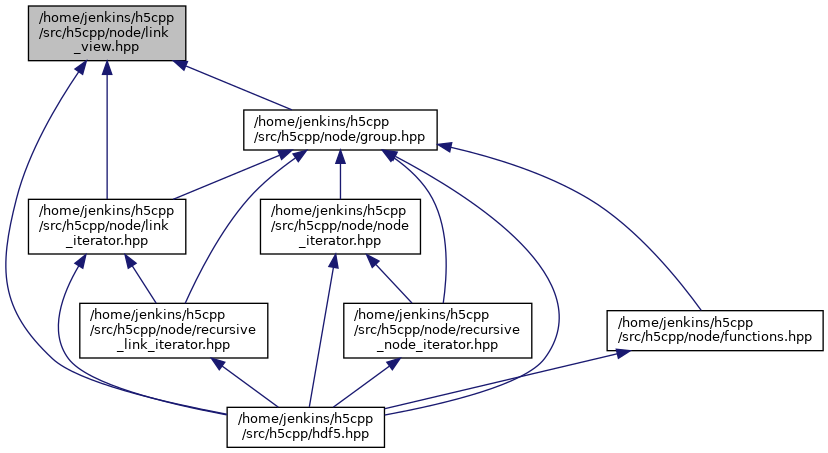 /home/jenkins/h5cpp
/src/h5cpp/node/link
_view.hpp
/home/jenkins/h5cpp
/src/h5cpp/node/group.hpp
/home/jenkins/h5cpp
/src/h5cpp/node/link
_iterator.hpp
/home/jenkins/h5cpp
/src/h5cpp/node/node
_iterator.hpp
/home/jenkins/h5cpp
/src/h5cpp/node/recursive
_link_iterator.hpp
/home/jenkins/h5cpp
/src/h5cpp/node/recursive
_node_iterator.hpp
/home/jenkins/h5cpp
/src/h5cpp/node/functions.hpp
/home/jenkins/h5cpp
/src/h5cpp/hdf5.hpp